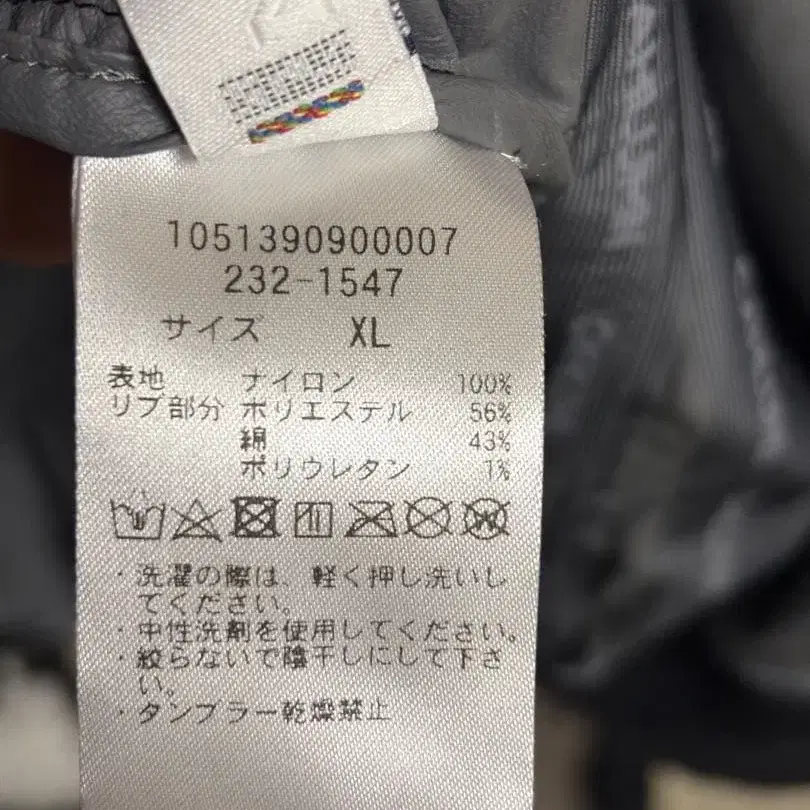 1051390900007
232-1547
サイズ XL
表地 ナイロン 100%
リブ部分 ポリエステル 56%
綿 43%
ポリウレタン 1%
・洗濯の際は、軽く押し洗いし
てください。
・中性洗剤を使用してください。
・絞らないで陰干しにして下さ
い。
・タンブラー乾燥禁止